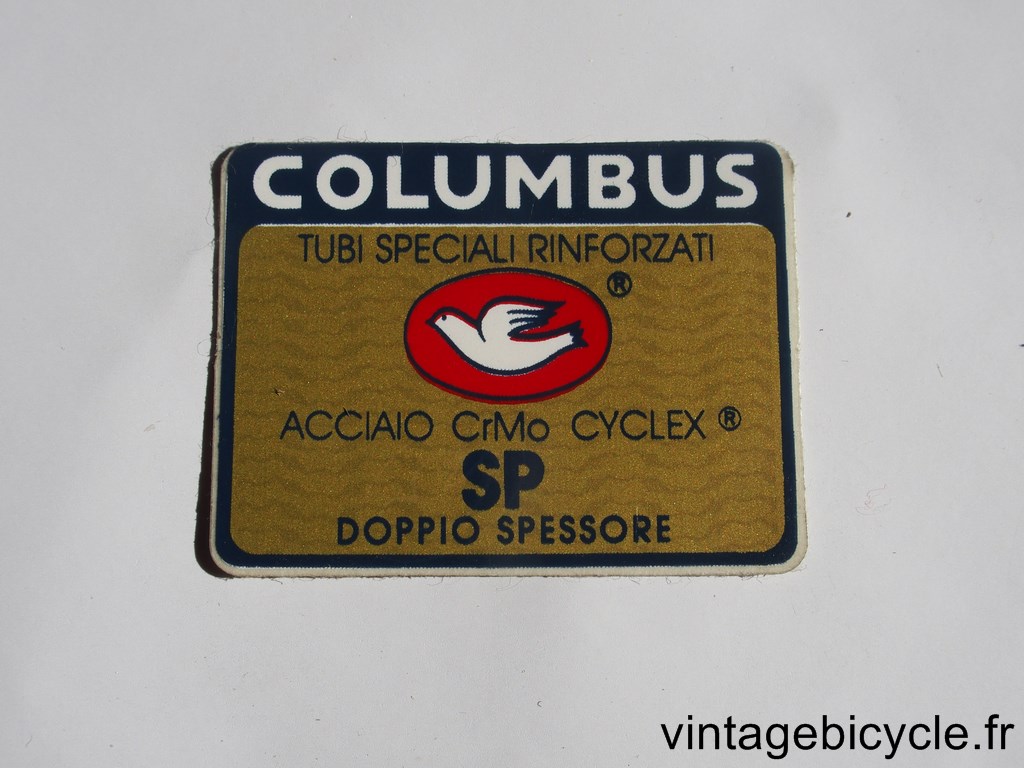 COLUMBUS
TUBI SPECIALI RINFORZATI
®
ACCIAIO CrMo CYCLEX ®
SP
DOPPIO SPESSORE
vintagebicycle.fr